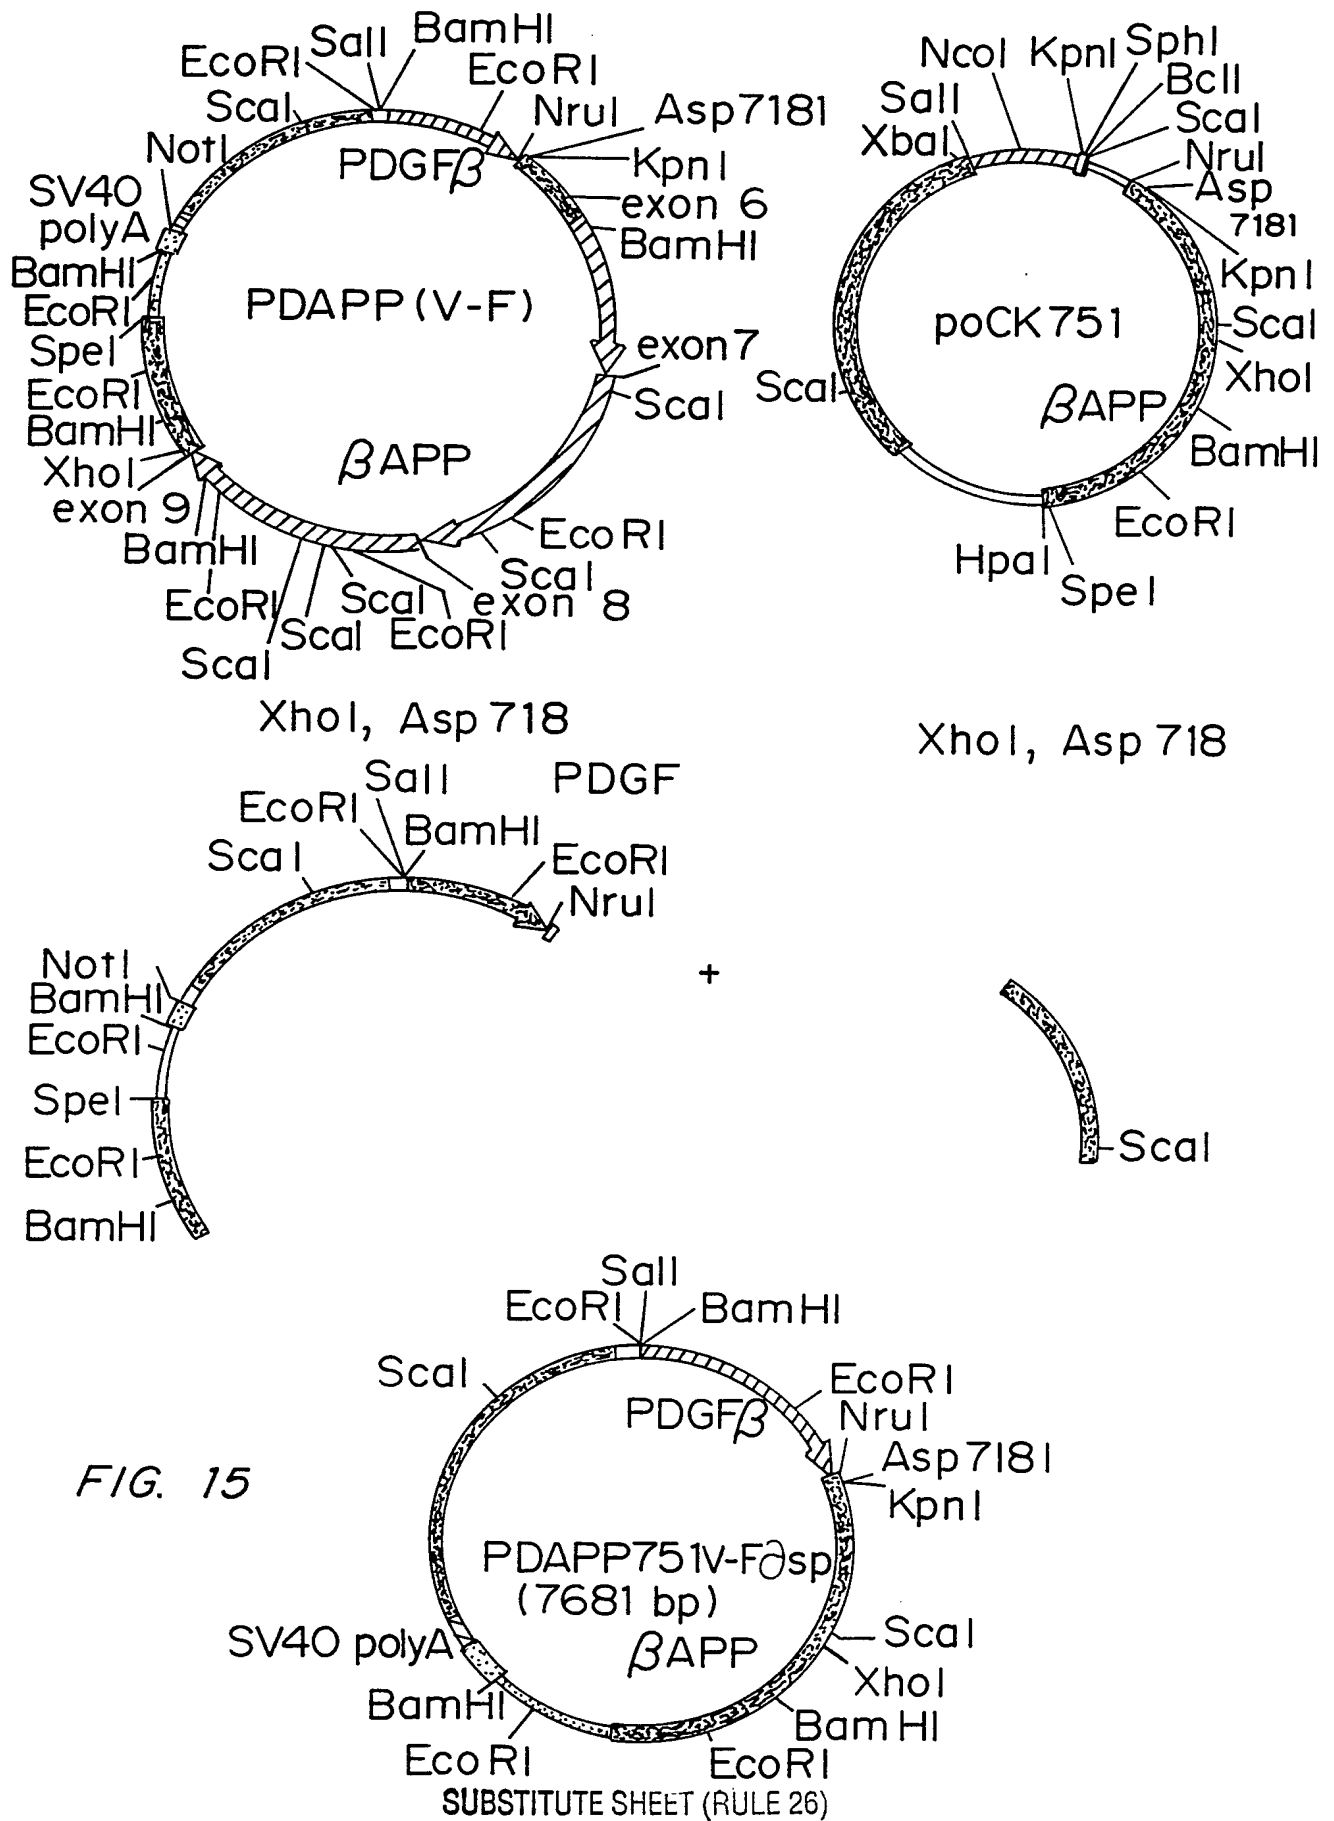 EcoRI
SalI
BamHI
EcoRI
ScaI
NotI
SV40
polyA
BamHI
EcoRI
SpeI
EcoRI
BamHI
XhoI
exon 9
BamHI
EcoRI
ScaI
ScaI
ScaI
EcoRI
exon 8
ScaI
EcoRI
ScaI
exon7
BamHI
exon 6
KpnI
Asp718I
NruI
PDGFβ
PDAPP(V-F)
βAPP
NcoI
KpnI
SphI
BclI
ScaI
NruI
Asp
718I
KpnI
ScaI
XhoI
BamHI
EcoRI
SpeI
HpaI
ScaI
XbaI
SalI
poCK751
βAPP
XhoI, Asp 718
XhoI, Asp 718
SalI
PDGF
EcoRI
BamHI
ScaI
EcoRI
NruI
NotI
BamHI
EcoRI
SpeI
EcoRI
BamHI
+
ScaI
SalI
EcoRI
BamHI
ScaI
EcoRI
PDGFβ
NruI
Asp718I
KpnI
FIG. 15
PDAPP751V-F∂sp
(7681 bp)
SV40 polyA
βAPP
ScaI
XhoI
BamHI
BamHI
EcoRI
EcoRI
SUBSTITUTE SHEET (RULE 26)